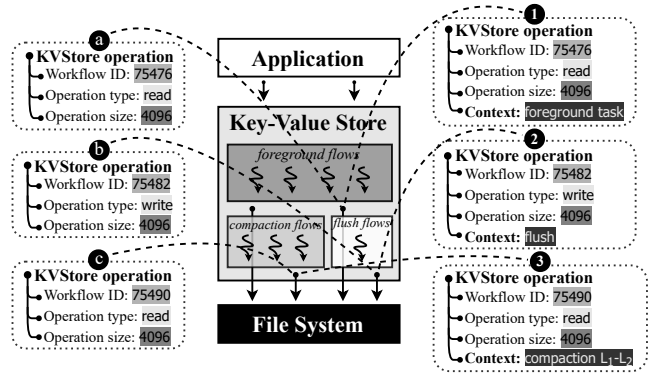 a
KVStore operation
Workflow ID: 75476
Operation type: read
Operation size: 4096
b
KVStore operation
Workflow ID: 75482
Operation type: write
Operation size: 4096
c
KVStore operation
Workflow ID: 75490
Operation type: read
Operation size: 4096
Application
Key-Value Store
foreground flows
compaction flows
flush flows
File System
1
KVStore operation
Workflow ID: 75476
Operation type: read
Operation size: 4096
Context: foreground task
2
KVStore operation
Workflow ID: 75482
Operation type: write
Operation size: 4096
Context: flush
3
KVStore operation
Workflow ID: 75490
Operation type: read
Operation size: 4096
Context: compaction L₁-L₂